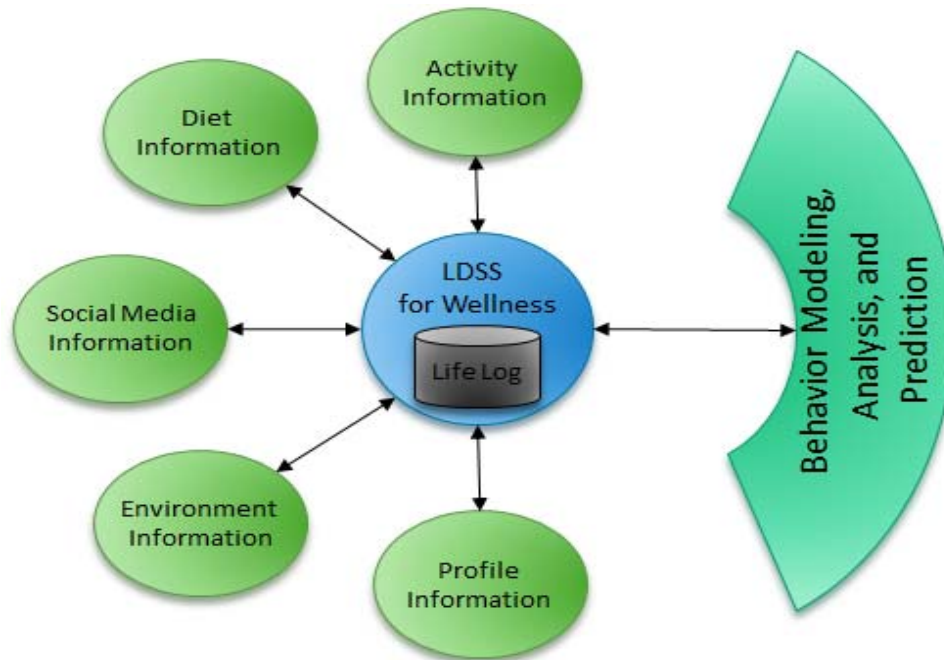 Activity
Information
Diet
Information
LDSS
for Wellness
Life Log
Social Media
Information
Environment
Information
Profile
Information
Behavior Modeling,
Analysis, and
Prediction